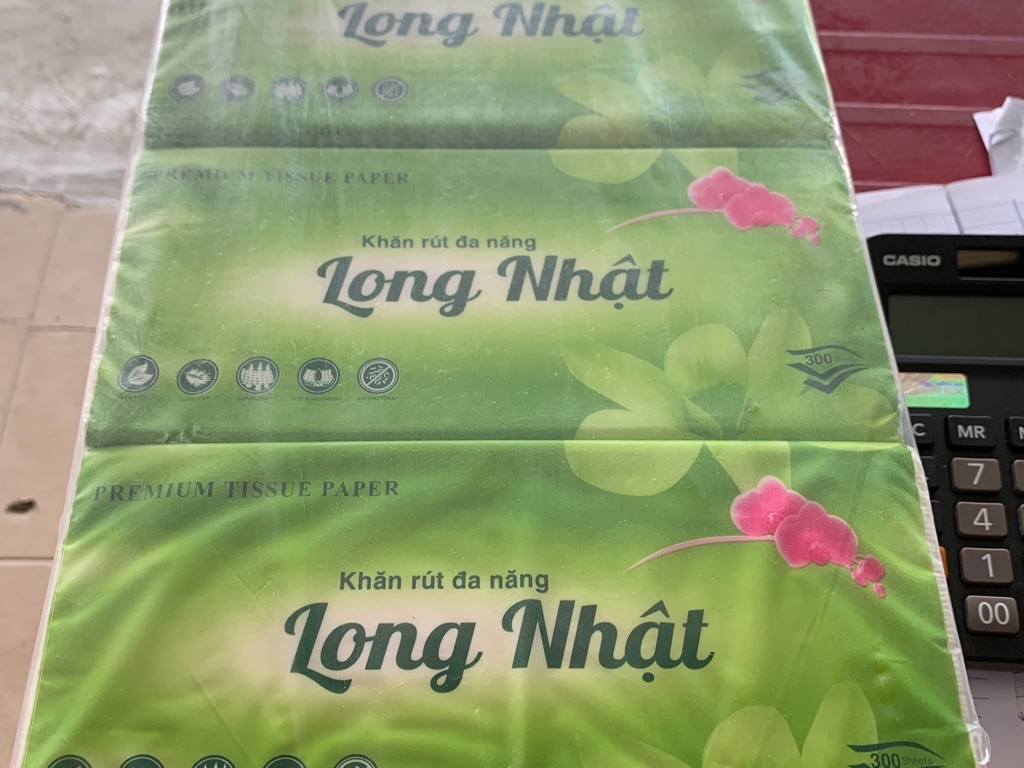 Long Nhật
PREMIUM TISSUE PAPER
Khăn rút đa năng
Long Nhật
300 Sheets
PREMIUM TISSUE PAPER
Khăn rút đa năng
Long Nhật
300 Sheets
CASIO
C
MR
7
4
1
00